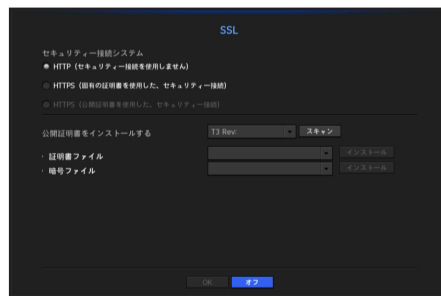 SSL
セキュリティー接続システム
HTTP (セキュリティー接続を使用しません)
HTTPS (固有の証明書を使用した、セキュリティー接続)
HTTPS (公開証明書を使用した、セキュリティー接続)
公開証明書をインストールする T3 Rev: スキャン
証明書ファイル インストール
暗号ファイル インストール
OK オフ